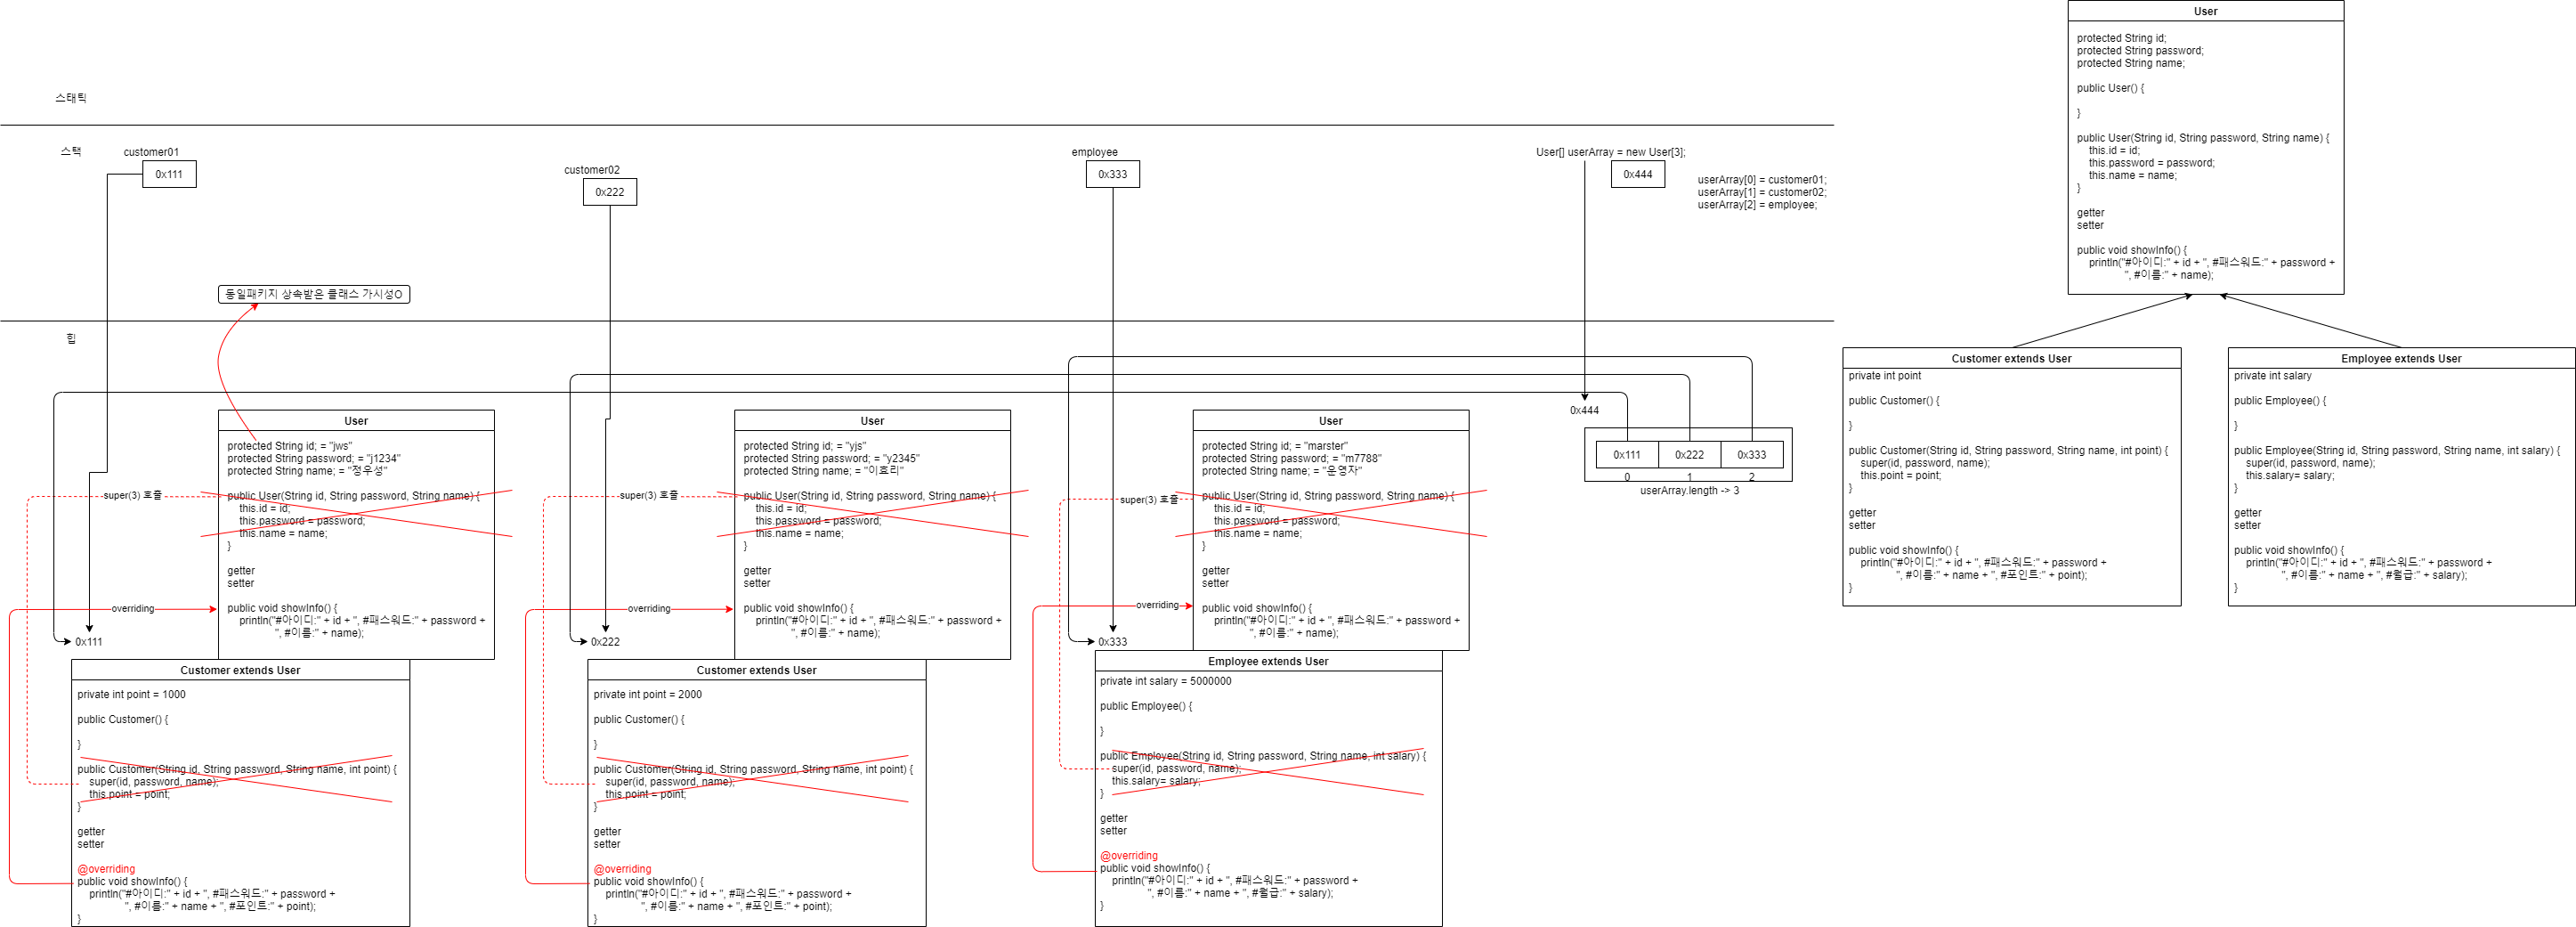 스태틱
스택
customer01
0x111
customer02
0x222
employee
0x333
User[] userArray = new User[3];
0x444
userArray[0] = customer01;
userArray[1] = customer02;
userArray[2] = employee;
동일패키지 상속받은 클래스 가시성O
힙
User
protected String id; = "jws"
protected String password; = "j1234"
protected String name; = "정우성"
super(3) 호출
public User(String id, String password, String name) {
this.id = id;
this.password = password;
this.name = name;
}
getter
setter
overriding
public void showInfo() {
println("#아이디:" + id + ", #패스워드:" + password +
", #이름:" + name);
0x111
Customer extends User
private int point = 1000
public Customer() {
}
public Customer(String id, String password, String name, int point) {
super(id, password, name);
this.point = point;
}
getter
setter
@overriding
public void showInfo() {
println("#아이디:" + id + ", #패스워드:" + password +
", #이름:" + name + ", #포인트:" + point);
}
User
protected String id; = "yjs"
protected String password; = "y2345"
protected String name; = "이효리"
super(3) 호출
public User(String id, String password, String name) {
this.id = id;
this.password = password;
this.name = name;
}
getter
setter
overriding
public void showInfo() {
println("#아이디:" + id + ", #패스워드:" + password +
", #이름:" + name);
0x222
Customer extends User
private int point = 2000
public Customer() {
}
public Customer(String id, String password, String name, int point) {
super(id, password, name);
this.point = point;
}
getter
setter
@overriding
public void showInfo() {
println("#아이디:" + id + ", #패스워드:" + password +
", #이름:" + name + ", #포인트:" + point);
}
User
protected String id; = "marster"
protected String password; = "m7788"
protected String name; = "운영자"
super(3) 호출
public User(String id, String password, String name) {
this.id = id;
this.password = password;
this.name = name;
}
getter
setter
overriding
public void showInfo() {
println("#아이디:" + id + ", #패스워드:" + password +
", #이름:" + name);
0x333
Employee extends User
private int salary = 5000000
public Employee() {
}
public Employee(String id, String password, String name, int salary) {
super(id, password, name);
this.salary= salary;
}
getter
setter
@overriding
public void showInfo() {
println("#아이디:" + id + ", #패스워드:" + password +
", #이름:" + name + ", #월급:" + salary);
}
0x444
0x111 0x222 0x333
0 1 2
userArray.length -> 3
User
protected String id;
protected String password;
protected String name;
public User() {
}
public User(String id, String password, String name) {
this.id = id;
this.password = password;
this.name = name;
}
getter
setter
public void showInfo() {
println("#아이디:" + id + ", #패스워드:" + password +
", #이름:" + name);
Customer extends User
private int point
public Customer() {
}
public Customer(String id, String password, String name, int point) {
super(id, password, name);
this.point = point;
}
getter
setter
public void showInfo() {
println("#아이디:" + id + ", #패스워드:" + password +
", #이름:" + name + ", #포인트:" + point);
}
Employee extends User
private int salary
public Employee() {
}
public Employee(String id, String password, String name, int salary) {
super(id, password, name);
this.salary= salary;
}
getter
setter
public void showInfo() {
println("#아이디:" + id + ", #패스워드:" + password +
", #이름:" + name + ", #월급:" + salary);
}